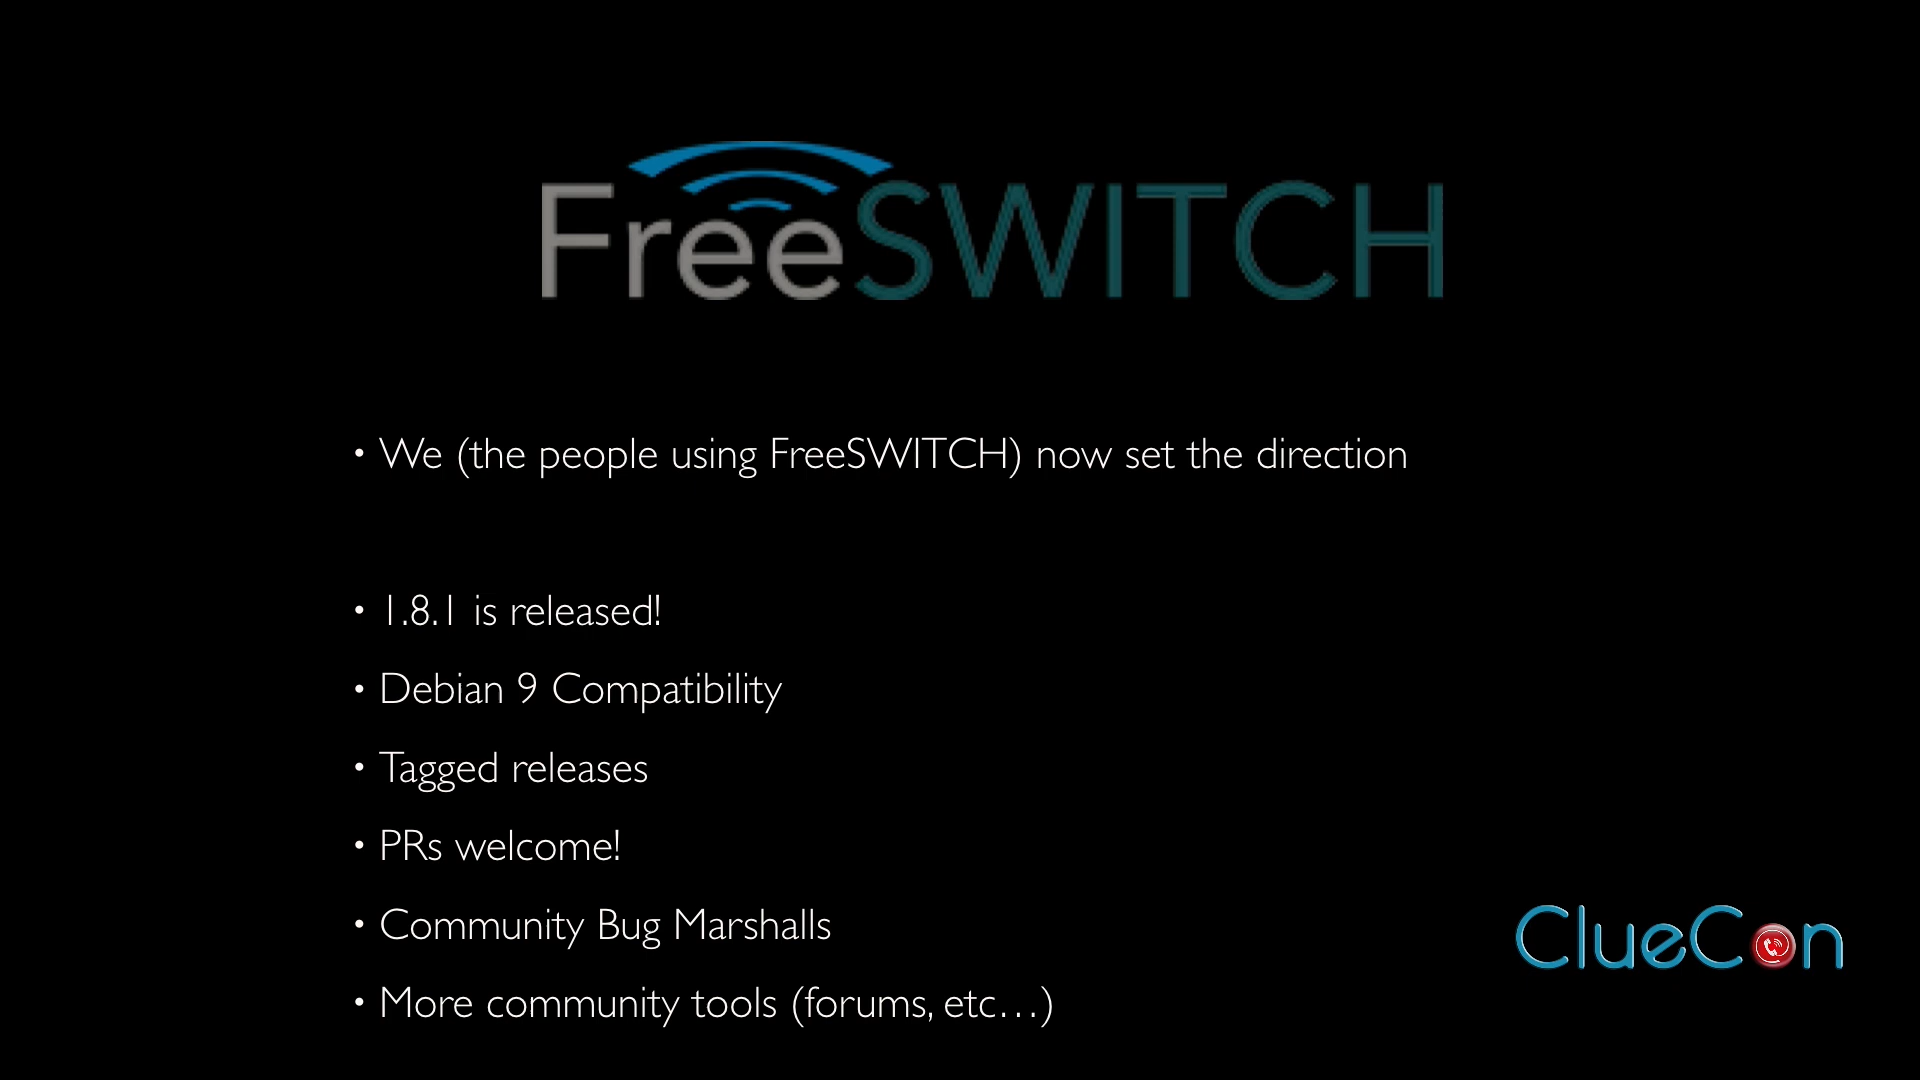 FreeSWITCH
• We (the people using FreeSWITCH) now set the direction
• 1.8.1 is released!
• Debian 9 Compatibility
• Tagged releases
• PRs welcome!
• Community Bug Marshalls
• More community tools (forums, etc…)
ClueCon